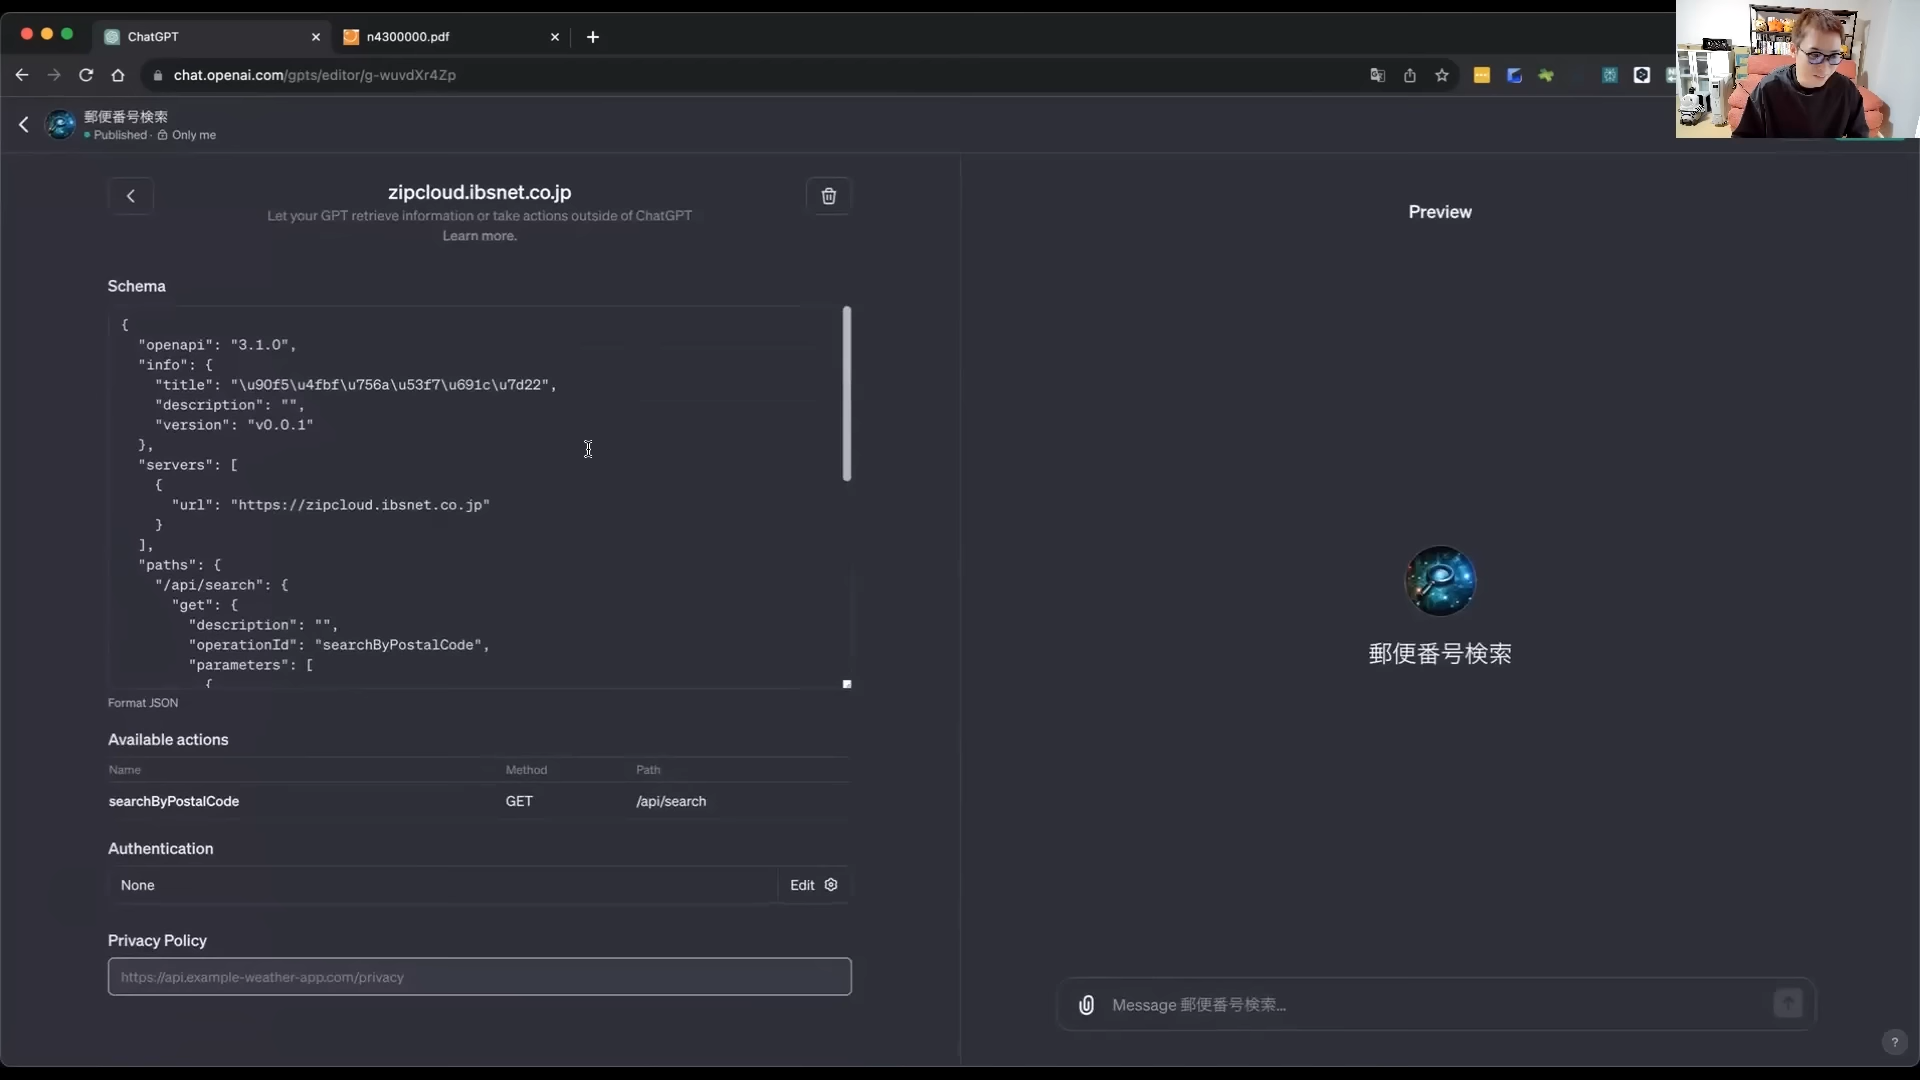 ChatGPT
n4300000.pdf
chat.openai.com/gpts/editor/g-wuvdXr4Zp
郵便番号検索
Published · Only me
zipcloud.ibsnet.co.jp
Let your GPT retrieve information or take actions outside of ChatGPT
Learn more.
Preview
Schema
{
"openapi": "3.1.0",
"info": {
"title": "\u90f5\u4fbf\u756a\u53f7\u691c\u7d22",
"description": "",
"version": "v0.0.1"
},
"servers": [
{
"url": "https://zipcloud.ibsnet.co.jp"
}
],
"paths": {
"/api/search": {
"get": {
"description": "",
"operationId": "searchByPostalCode",
"parameters": [
{
Format JSON
Available actions
Name Method Path
searchByPostalCode GET /api/search
Authentication
None Edit
Privacy Policy
https://api.example-weather-app.com/privacy
郵便番号検索
Message 郵便番号検索...
?